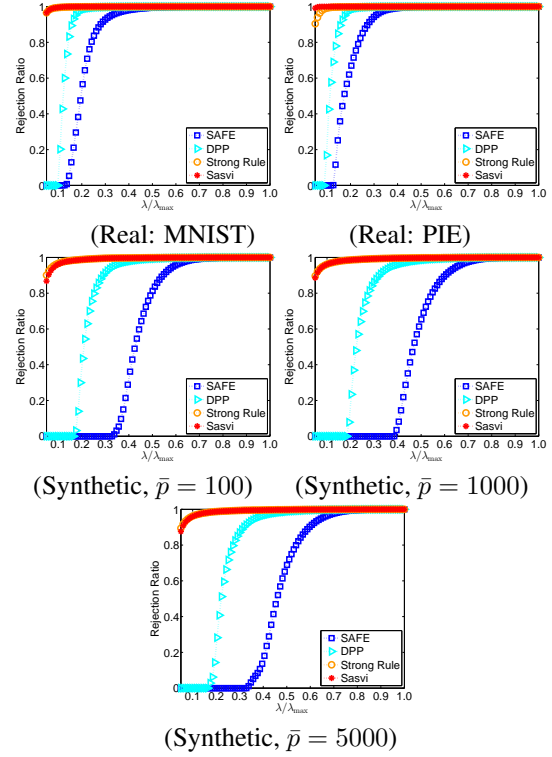 Rejection Ratio
1
0.8
0.6
0.4
0.2
0
SAFE
DPP
Strong Rule
Sasvi
0.1 0.2 0.3 0.4 0.5 0.6 0.7 0.8 0.9 1.0
λ/λmax
(Real: MNIST)
Rejection Ratio
1
0.8
0.6
0.4
0.2
0
SAFE
DPP
Strong Rule
Sasvi
0.1 0.2 0.3 0.4 0.5 0.6 0.7 0.8 0.9 1.0
λ/λmax
(Real: PIE)
Rejection Ratio
1
0.8
0.6
0.4
0.2
0
SAFE
DPP
Strong Rule
Sasvi
0.1 0.2 0.3 0.4 0.5 0.6 0.7 0.8 0.9 1.0
λ/λmax
(Synthetic, p̄ = 100)
Rejection Ratio
1
0.8
0.6
0.4
0.2
0
SAFE
DPP
Strong Rule
Sasvi
0.1 0.2 0.3 0.4 0.5 0.6 0.7 0.8 0.9 1.0
λ/λmax
(Synthetic, p̄ = 1000)
Rejection Ratio
1
0.8
0.6
0.4
0.2
0
SAFE
DPP
Strong Rule
Sasvi
0.1 0.2 0.3 0.4 0.5 0.6 0.7 0.8 0.9 1.0
λ/λmax
(Synthetic, p̄ = 5000)